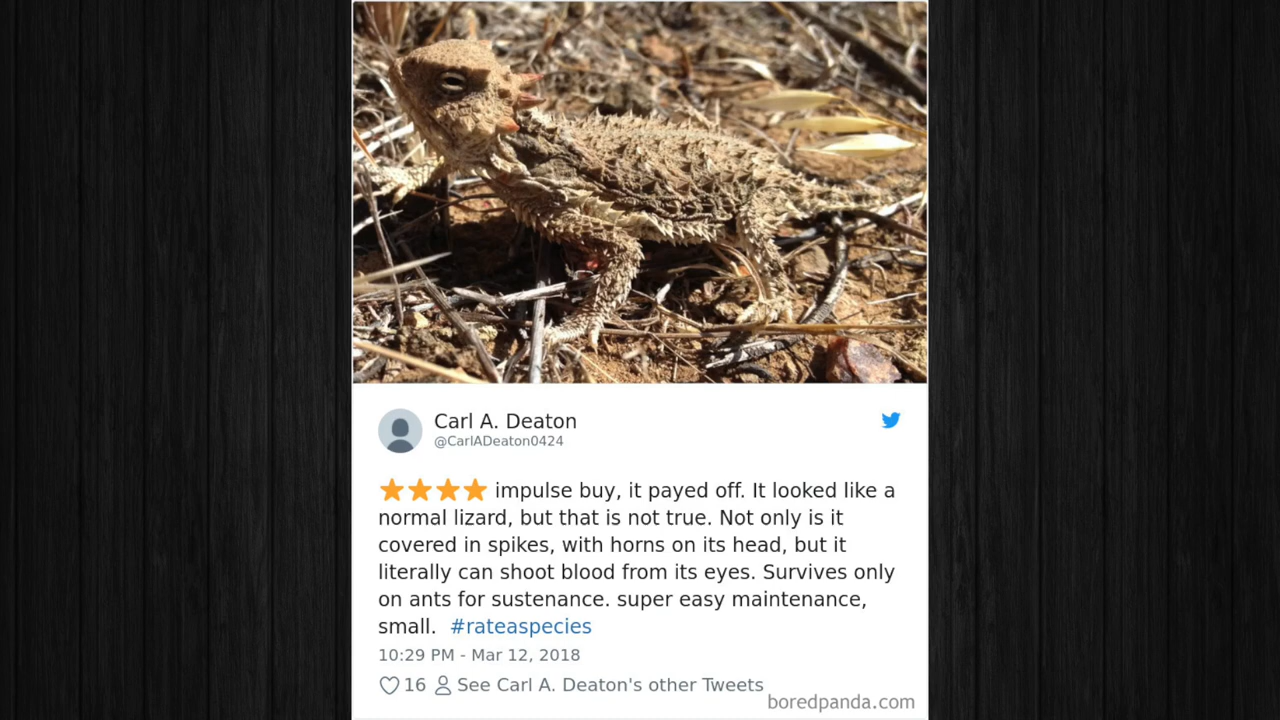 Carl A. Deaton
@CarlADeaton0424
★★★★ impulse buy, it payed off. It looked like a
normal lizard, but that is not true. Not only is it
covered in spikes, with horns on its head, but it
literally can shoot blood from its eyes. Survives only
on ants for sustenance. super easy maintenance,
small. #rateaspecies
10:29 PM - Mar 12, 2018
16 See Carl A. Deaton's other Tweets
boredpanda.com